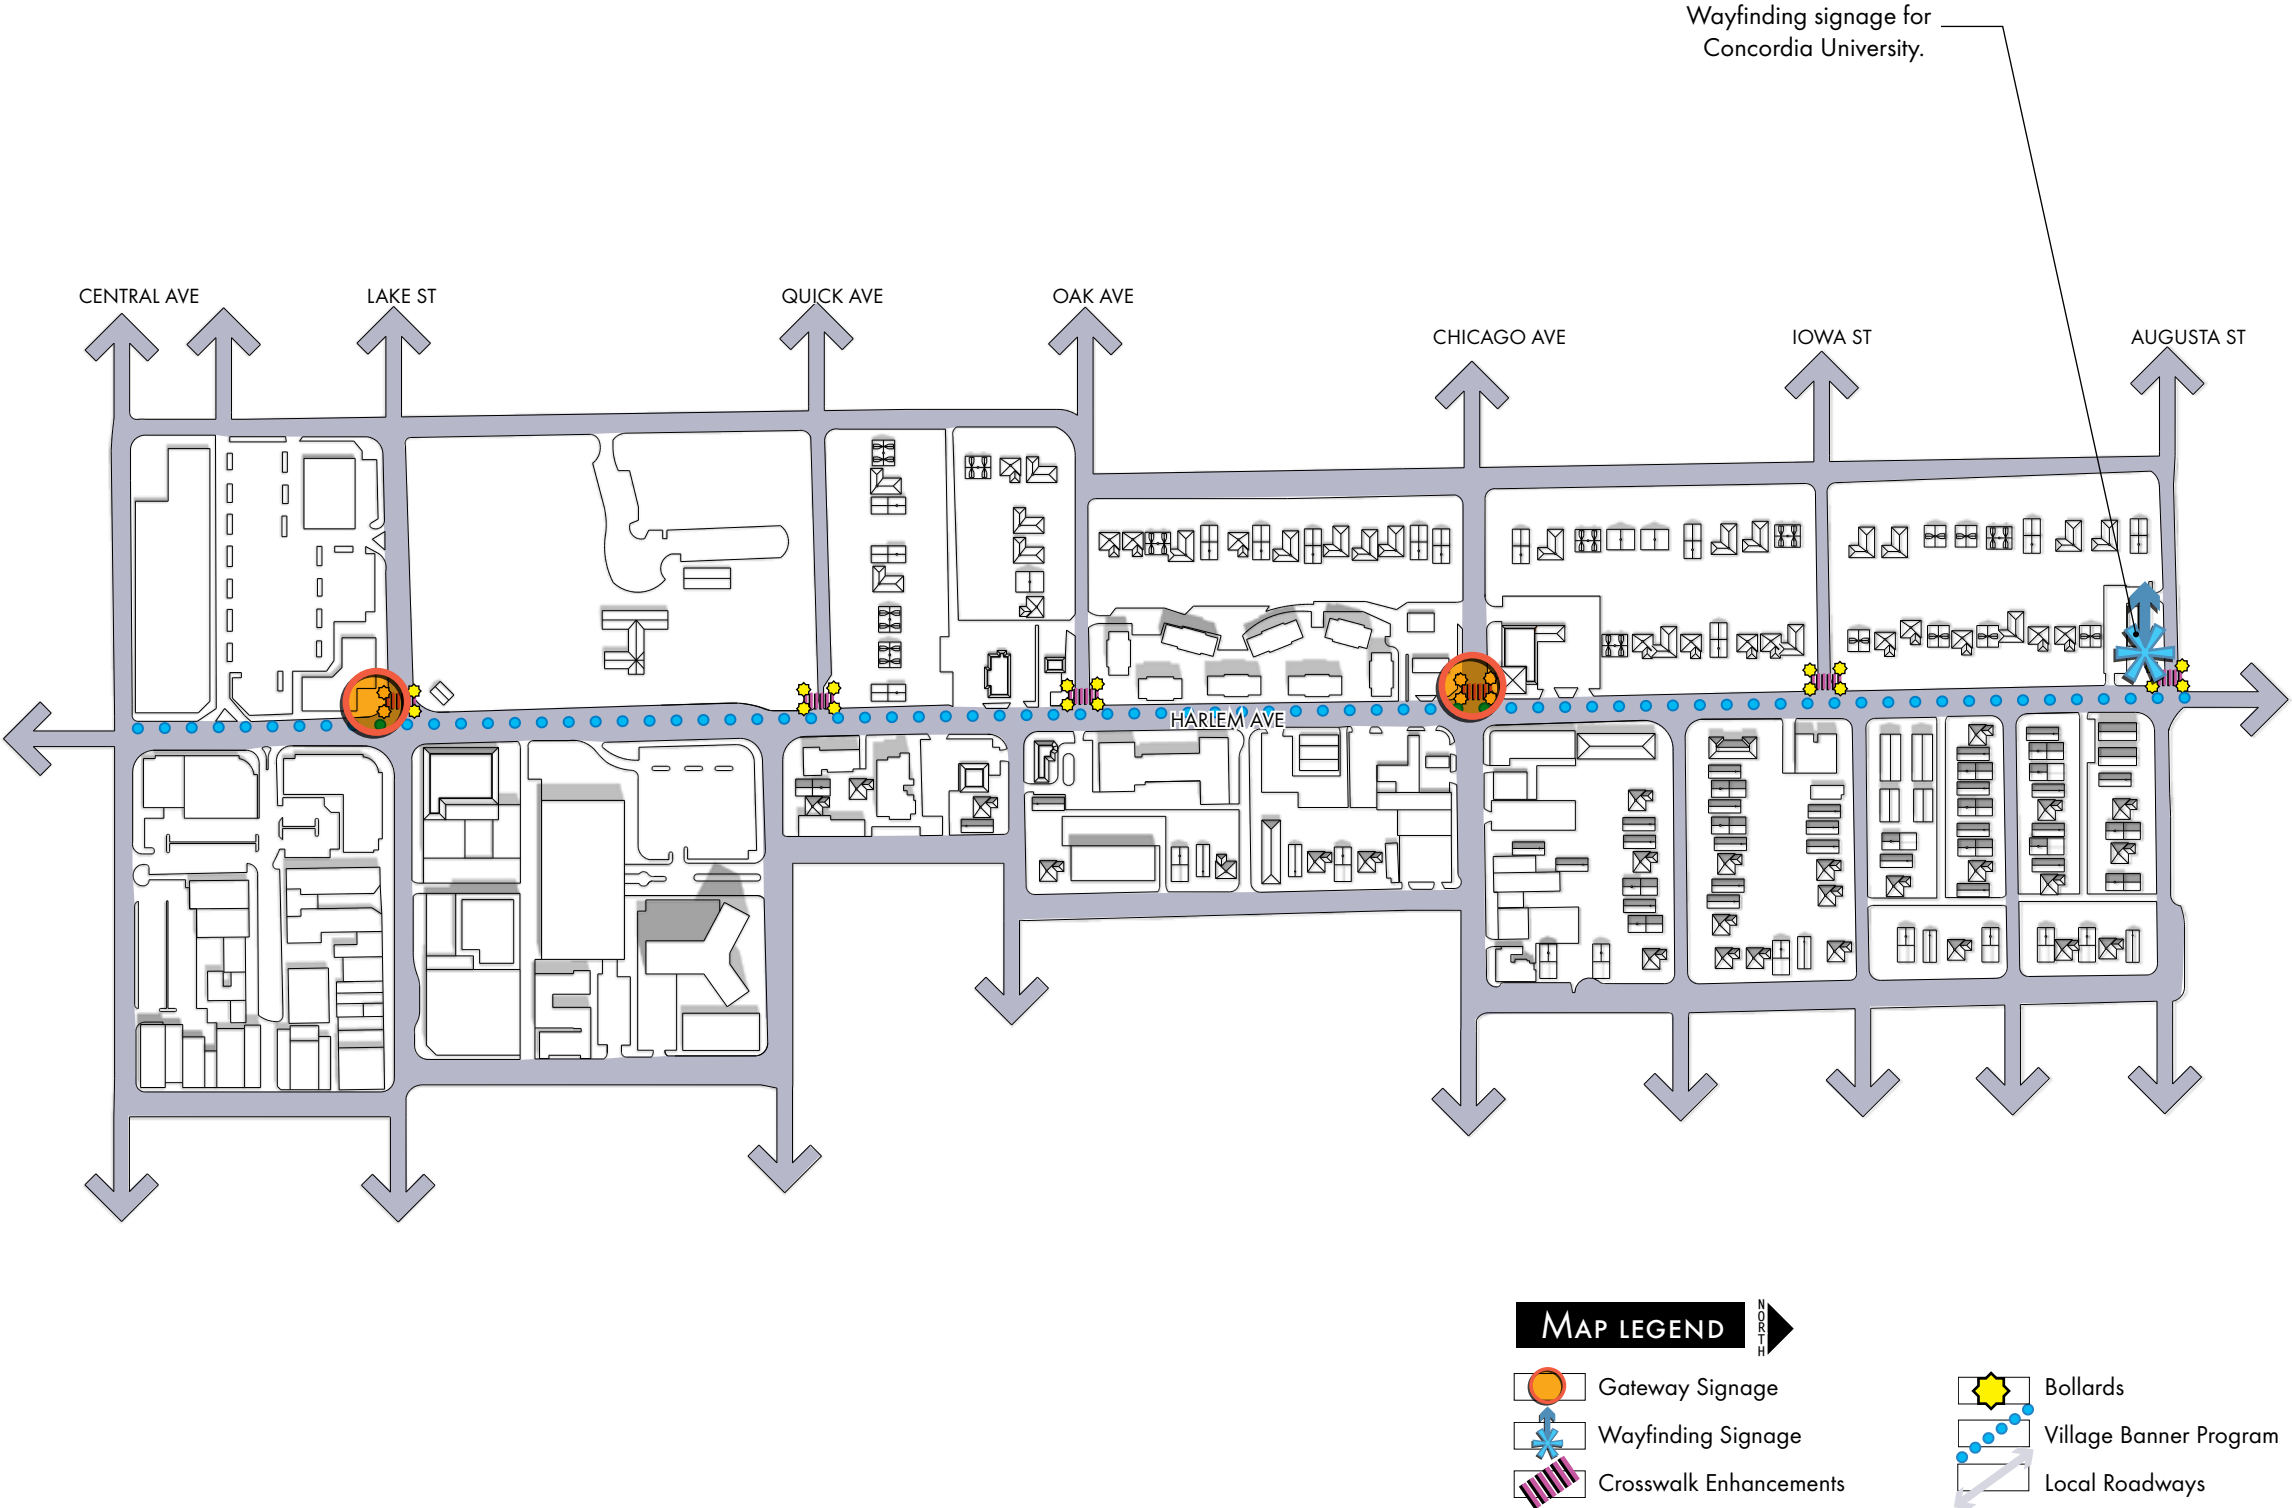 Wayfinding signage for
Concordia University.
CENTRAL AVE
LAKE ST
QUICK AVE
OAK AVE
CHICAGO AVE
IOWA ST
AUGUSTA ST
HARLEM AVE
MAP LEGEND
NORTH
Gateway Signage
Wayfinding Signage
Crosswalk Enhancements
Bollards
Village Banner Program
Local Roadways